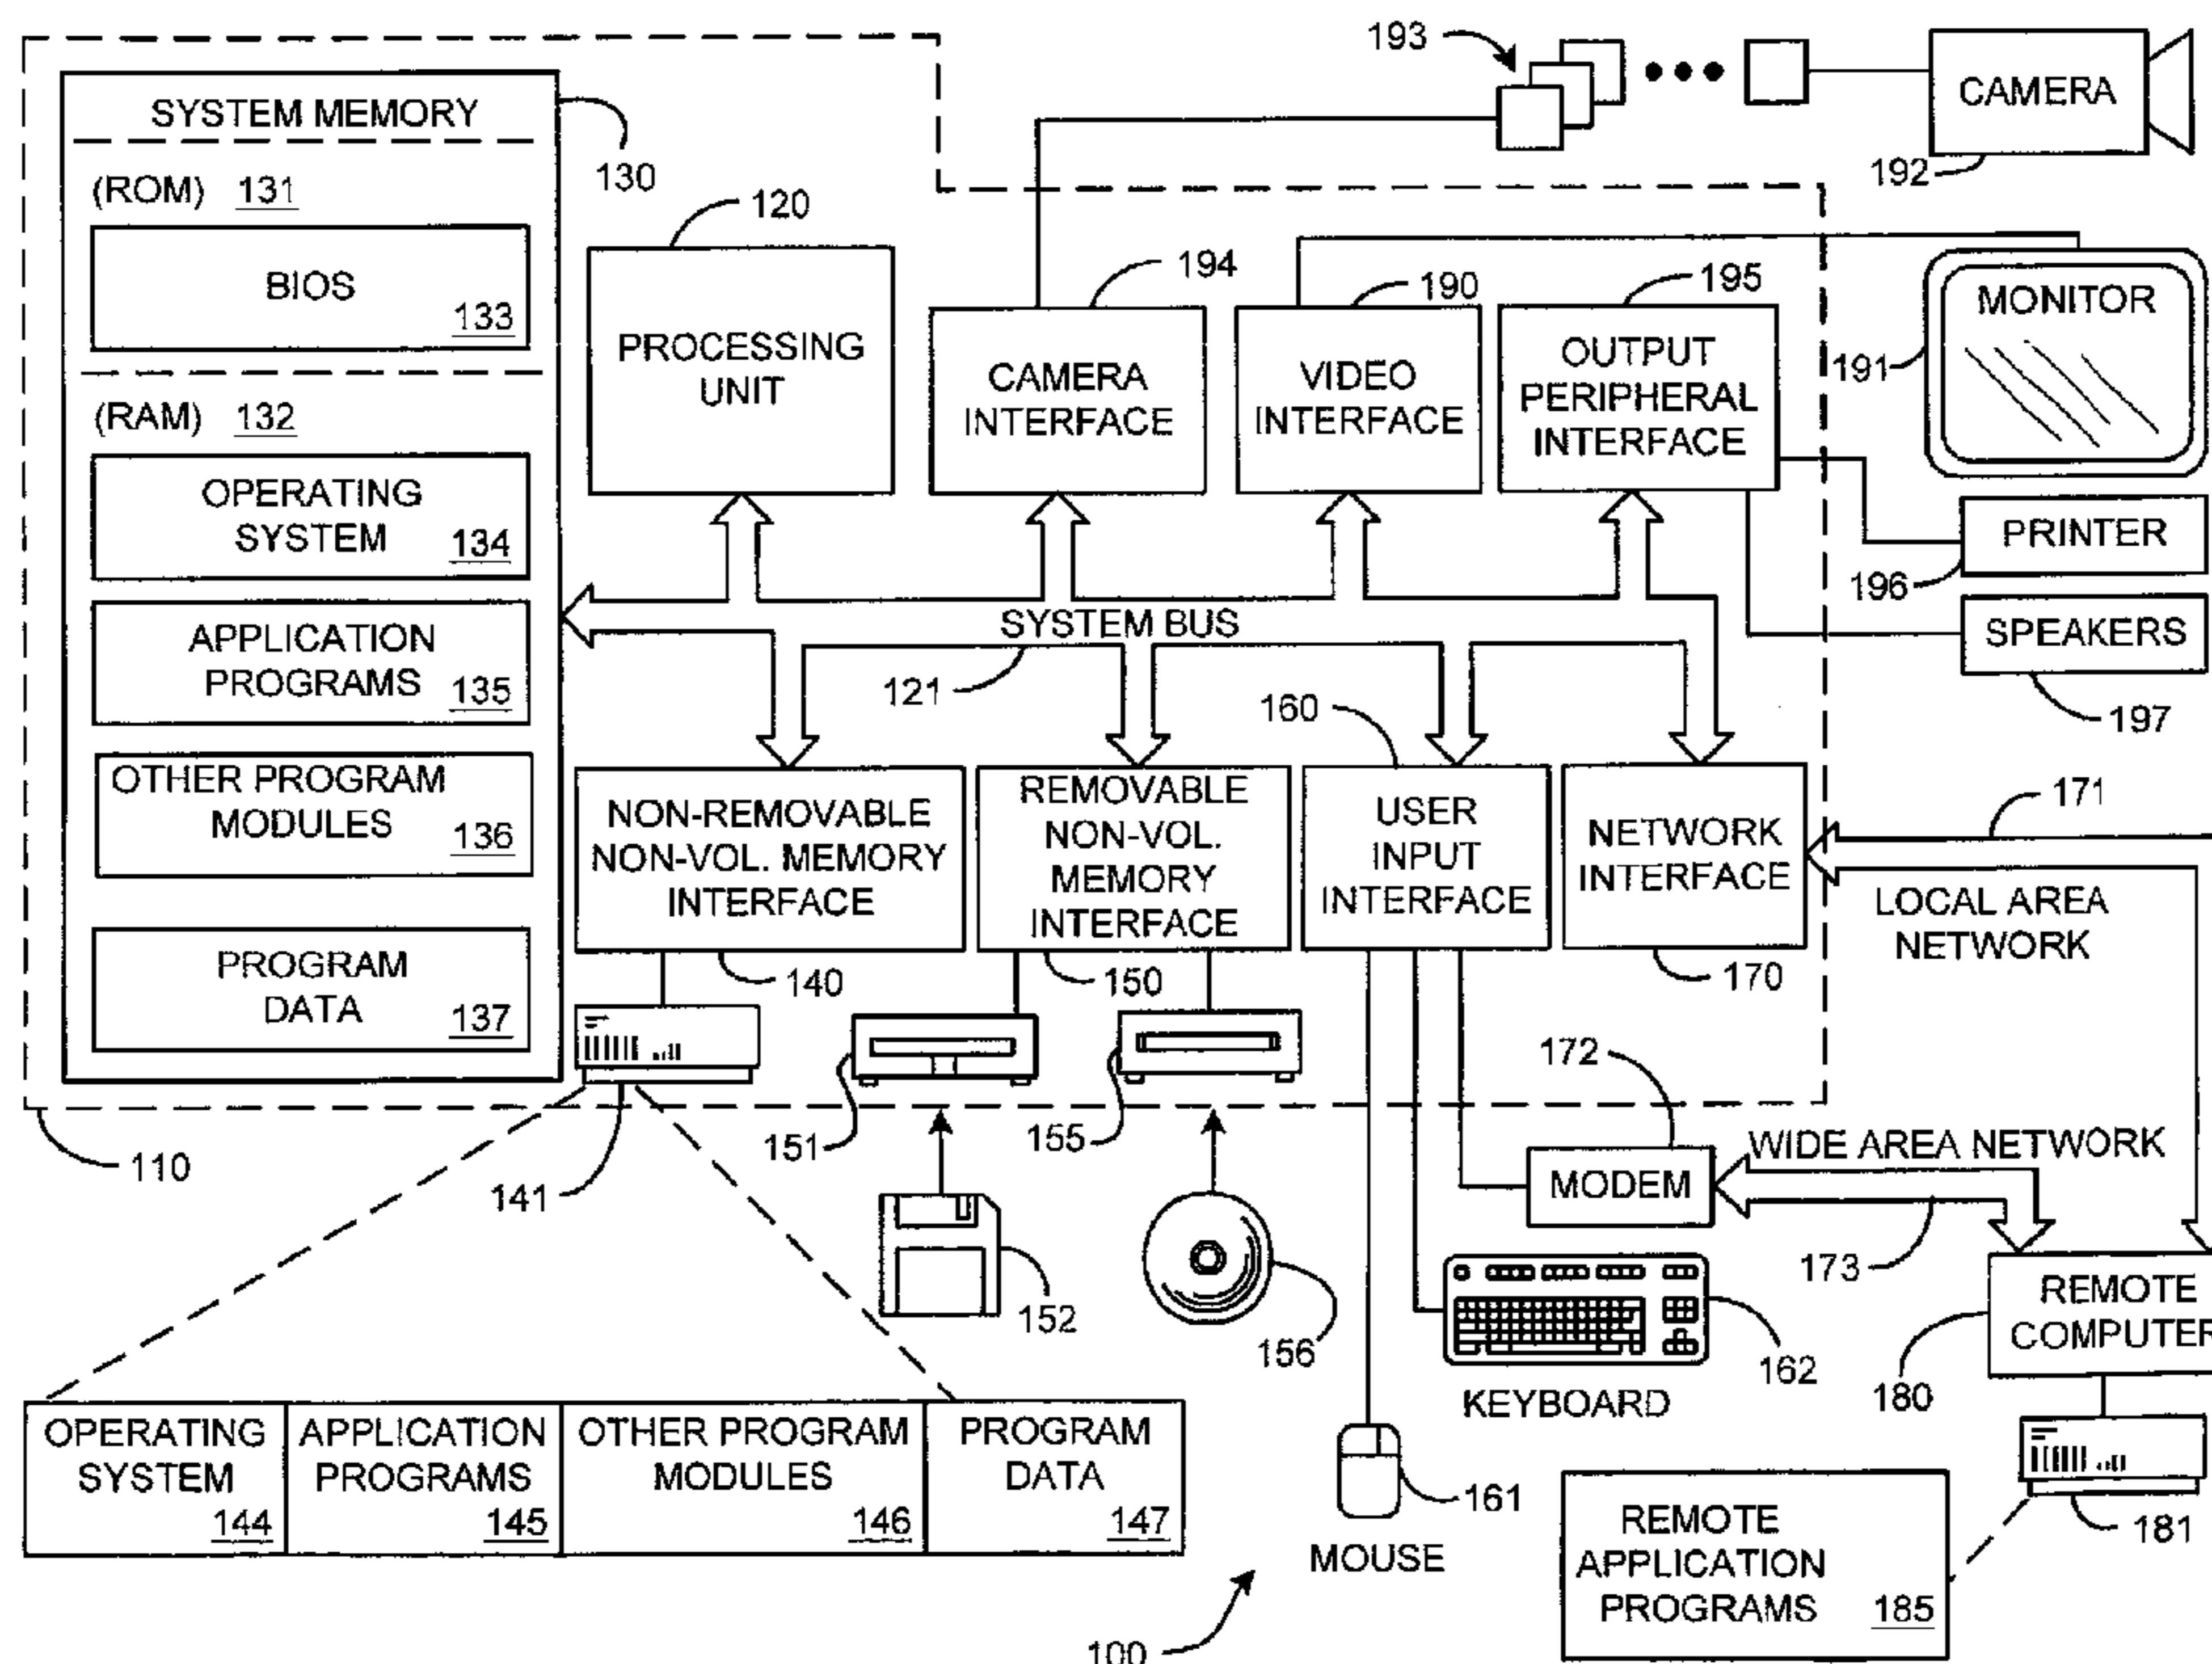 193
CAMERA
192
SYSTEM MEMORY
130
(ROM) 131
BIOS
133
(RAM) 132
OPERATING
SYSTEM
134
APPLICATION
PROGRAMS
135
OTHER PROGRAM
MODULES
136
PROGRAM
DATA
137
120
PROCESSING
UNIT
194
CAMERA
INTERFACE
190
VIDEO
INTERFACE
195
OUTPUT
PERIPHERAL
INTERFACE
MONITOR
191
PRINTER
196
SPEAKERS
197
SYSTEM BUS
121
NON-REMOVABLE
NON-VOL. MEMORY
INTERFACE
140
REMOVABLE
NON-VOL.
MEMORY
INTERFACE
150
160
USER
INPUT
INTERFACE
NETWORK
INTERFACE
170
171
LOCAL AREA
NETWORK
110
141
151
152
155
156
172
MODEM
WIDE AREA NETWORK
173
REMOTE
COMPUTER
180
181
162
KEYBOARD
161
MOUSE
OPERATING
SYSTEM
144
APPLICATION
PROGRAMS
145
OTHER PROGRAM
MODULES
146
PROGRAM
DATA
147
REMOTE
APPLICATION
PROGRAMS
185
100